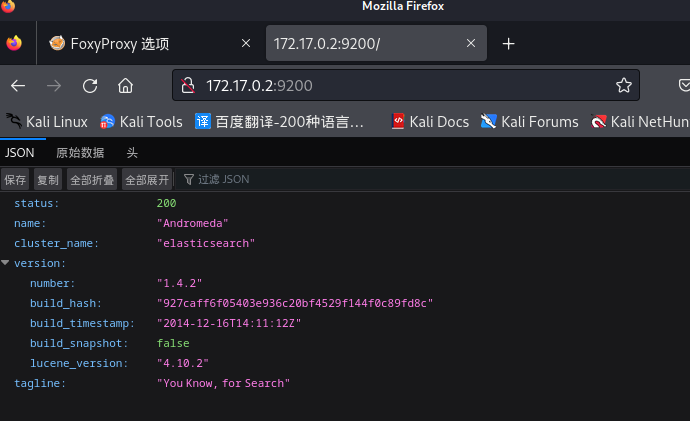 Mozilla Firefox
FoxyProxy 选项
172.17.0.2:9200/
172.17.0.2:9200
Kali Linux Kali Tools 译 百度翻译-200种语言... Kali Docs Kali Forums Kali NetHun
JSON 原始数据 头
保存 复制 全部折叠 全部展开 过滤 JSON
status: 200
name: "Andromeda"
cluster_name: "elasticsearch"
version:
number: "1.4.2"
build_hash: "927caff6f05403e936c20bf4529f144f0c89fd8c"
build_timestamp: "2014-12-16T14:11:12Z"
build_snapshot: false
lucene_version: "4.10.2"
tagline: "You Know, for Search"